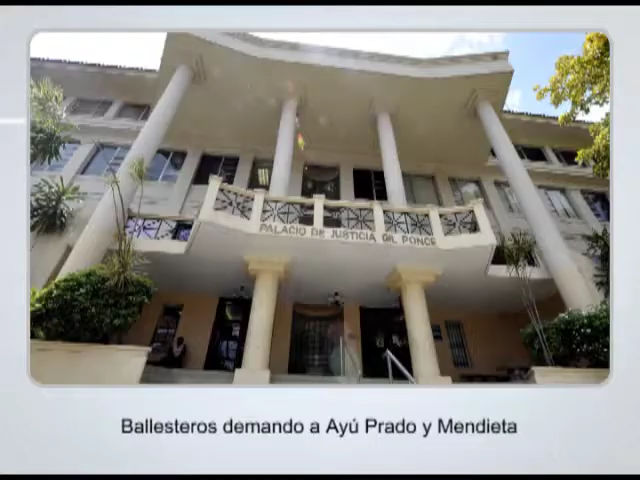 PALACIO DE JUSTICIA GIL PONCE
Ballesteros demando a Ayú Prado y Mendieta